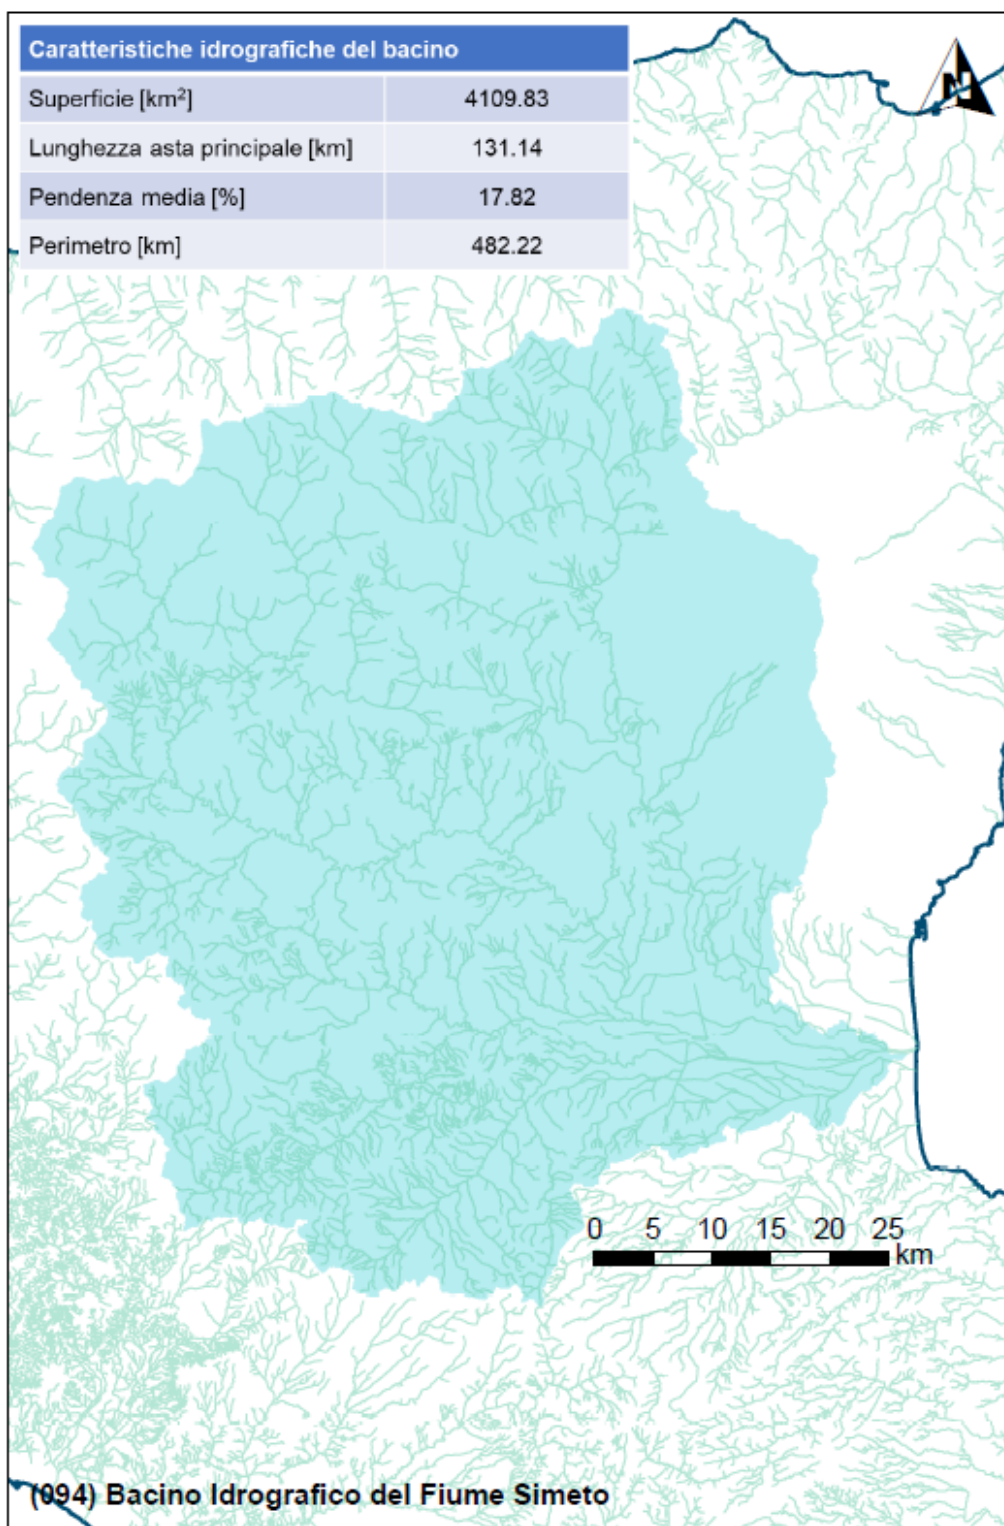 Caratteristiche idrografiche del bacino
Superficie [km²] 4109.83
Lunghezza asta principale [km] 131.14
Pendenza media [%] 17.82
Perimetro [km] 482.22
N
0 5 10 15 20 25
km
(094) Bacino Idrografico del Fiume Simeto